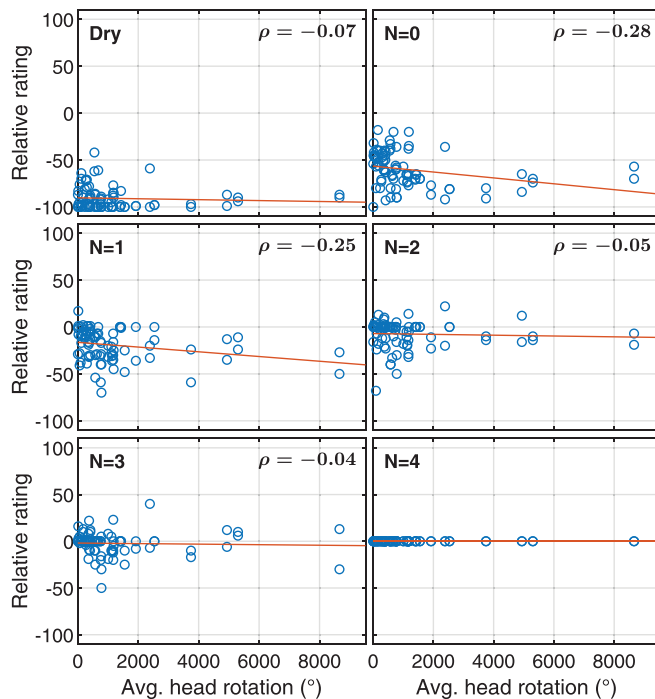 Dry
ρ = −0.07
N=0
ρ = −0.28
100
50
0
-50
-100
Relative rating
N=1
ρ = −0.25
N=2
ρ = −0.05
100
50
0
-50
-100
Relative rating
N=3
ρ = −0.04
N=4
100
50
0
-50
-100
Relative rating
0 2000 4000 6000 8000
0 2000 4000 6000 8000
Avg. head rotation (°)
Avg. head rotation (°)